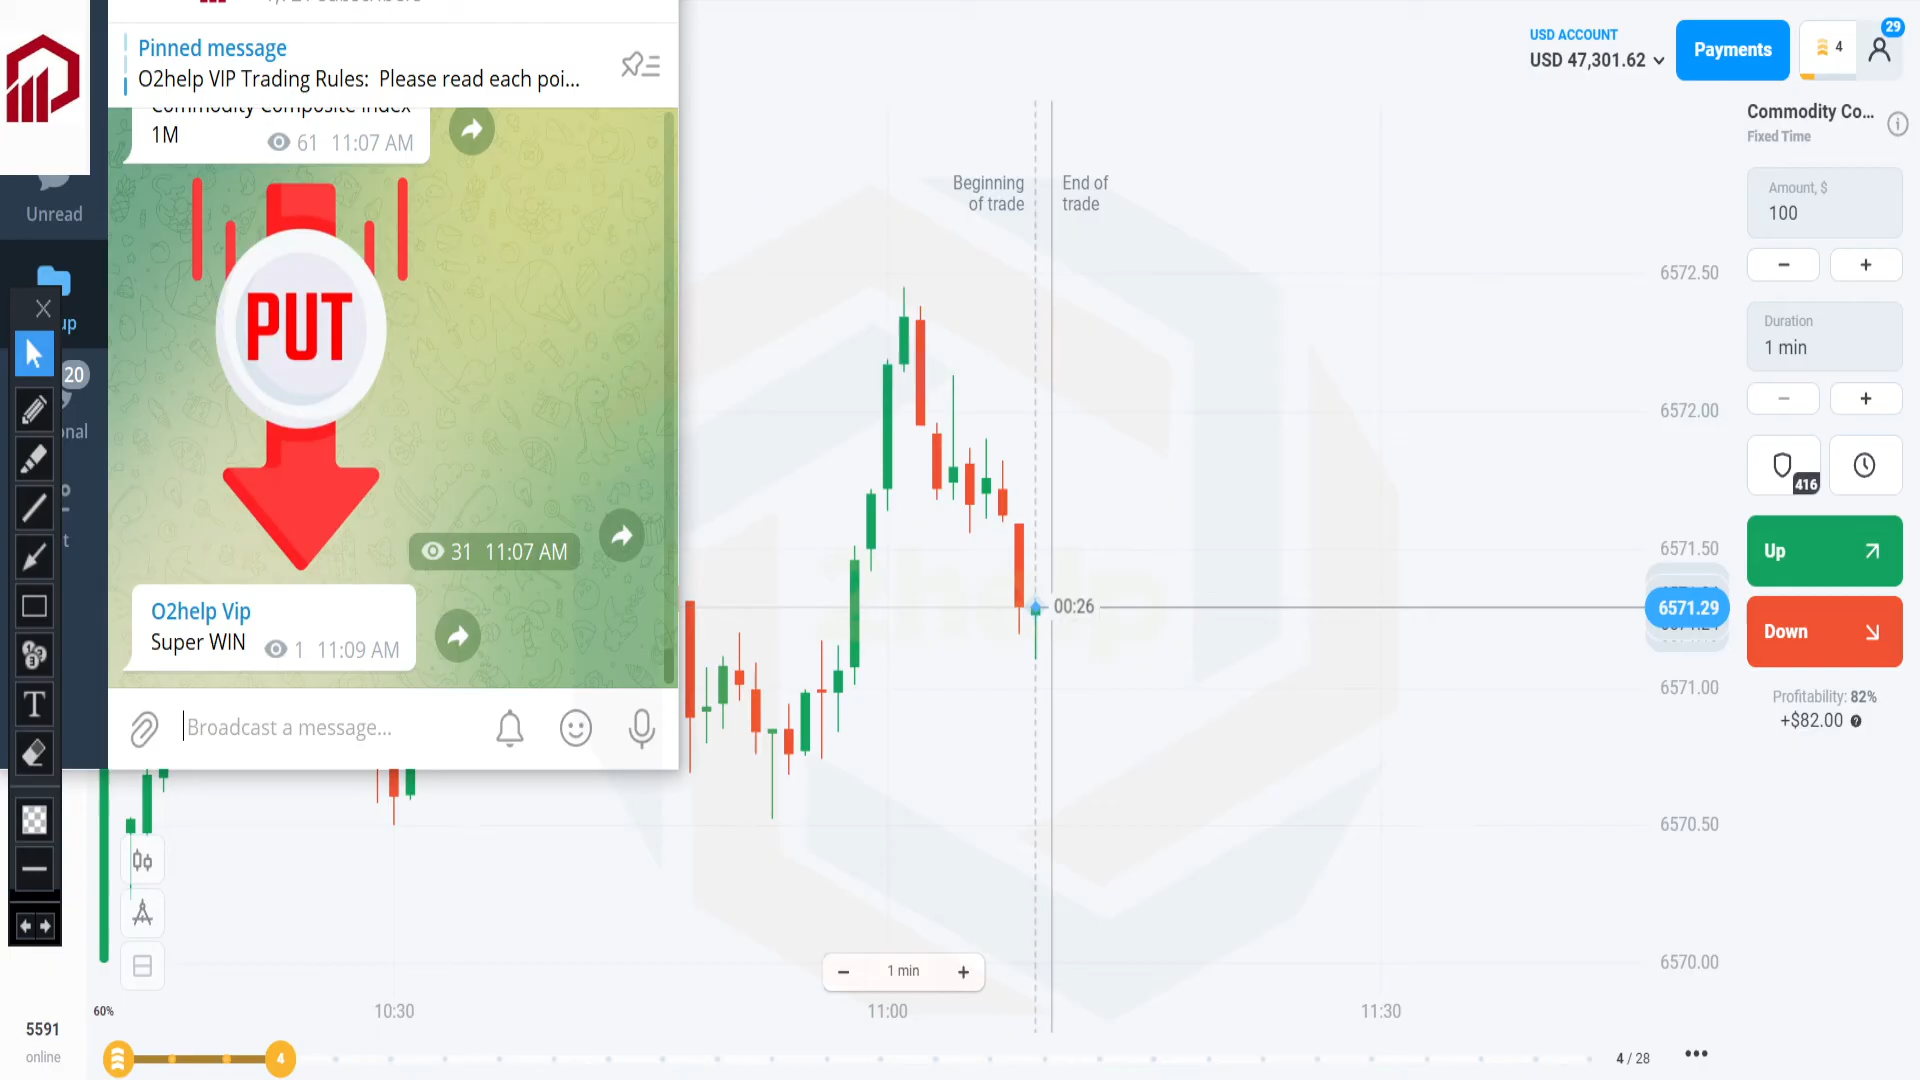 Pinned message
O2help VIP Trading Rules: Please read each poi...
Commodity Composite Index
1M 61 11:07 AM
PUT
31 11:07 AM
O2help Vip
Super WIN 1 11:09 AM
Broadcast a message...
Unread
20
USD ACCOUNT
USD 47,301.62
Payments
4
29
Commodity Co...
Fixed Time
Amount, $
100
- +
Duration
1 min
- +
416
Up
Down
Profitability: 82%
+$82.00
Beginning
of trade
End of
trade
00:26
6572.50
6572.00
6571.50
6571.29
6571.00
6570.50
6570.00
- 1 min +
10:30 11:00 11:30
60%
5591
online
4
4 / 28